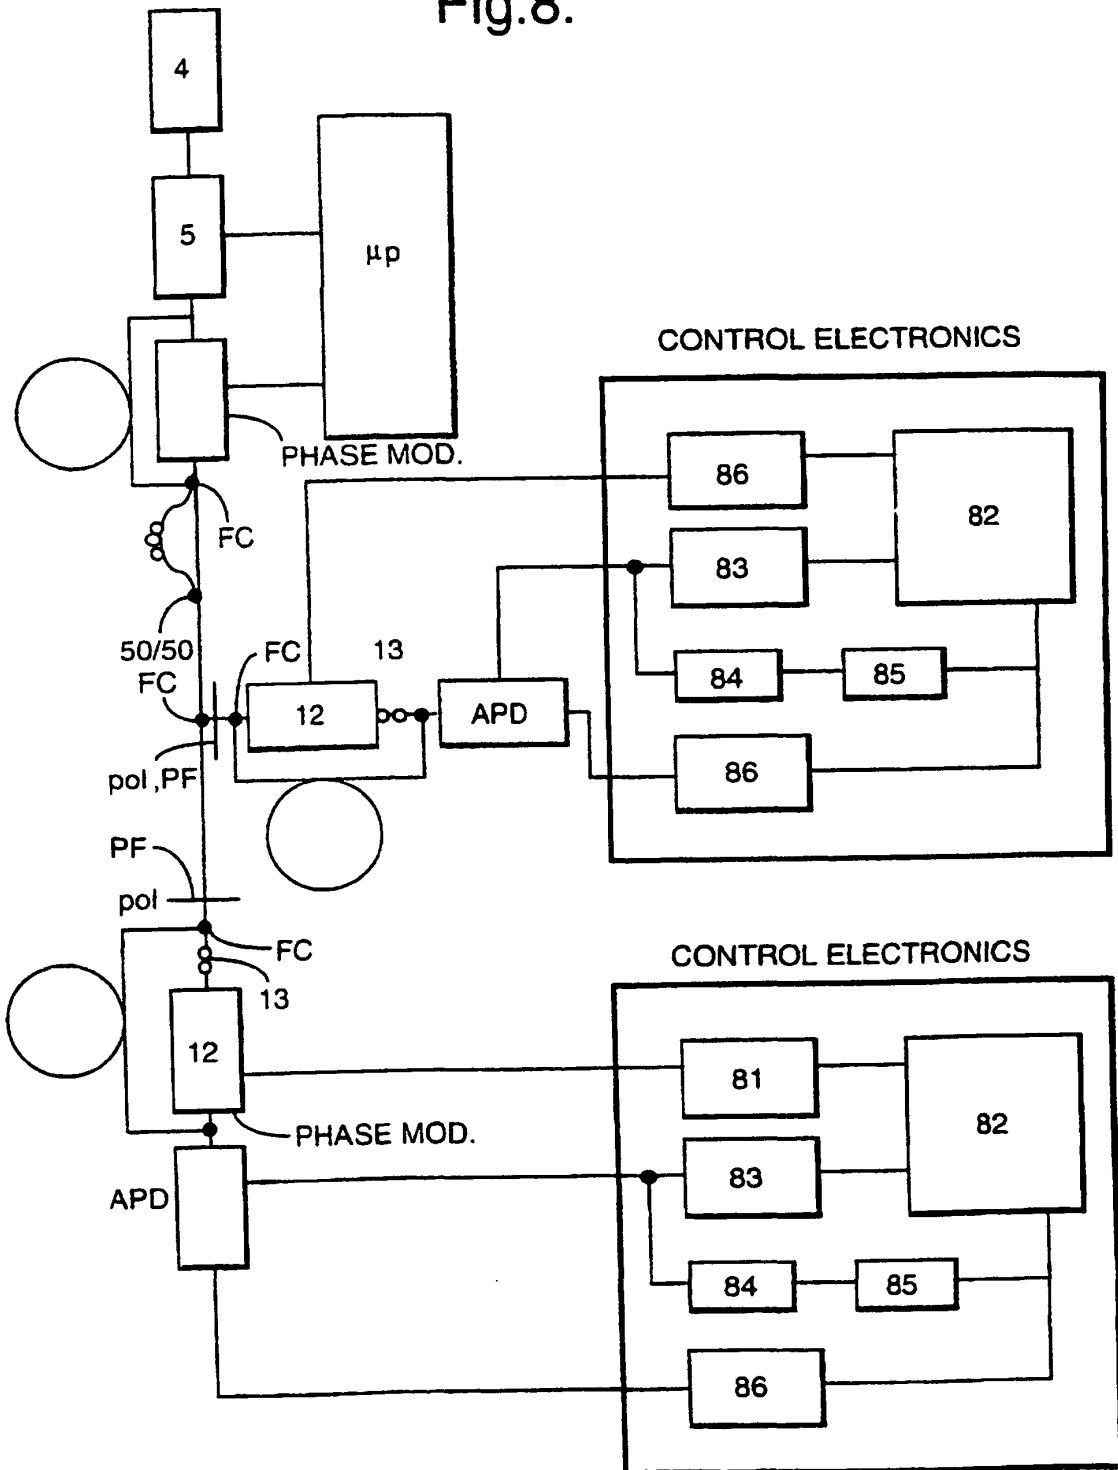 Fig.8.
4
5
μp
PHASE MOD.
FC
CONTROL ELECTRONICS
86
82
83
84
85
86
50/50
FC
FC
13
12
APD
pol,PF
PF
pol
FC
13
12
PHASE MOD.
APD
CONTROL ELECTRONICS
81
82
83
84
85
86